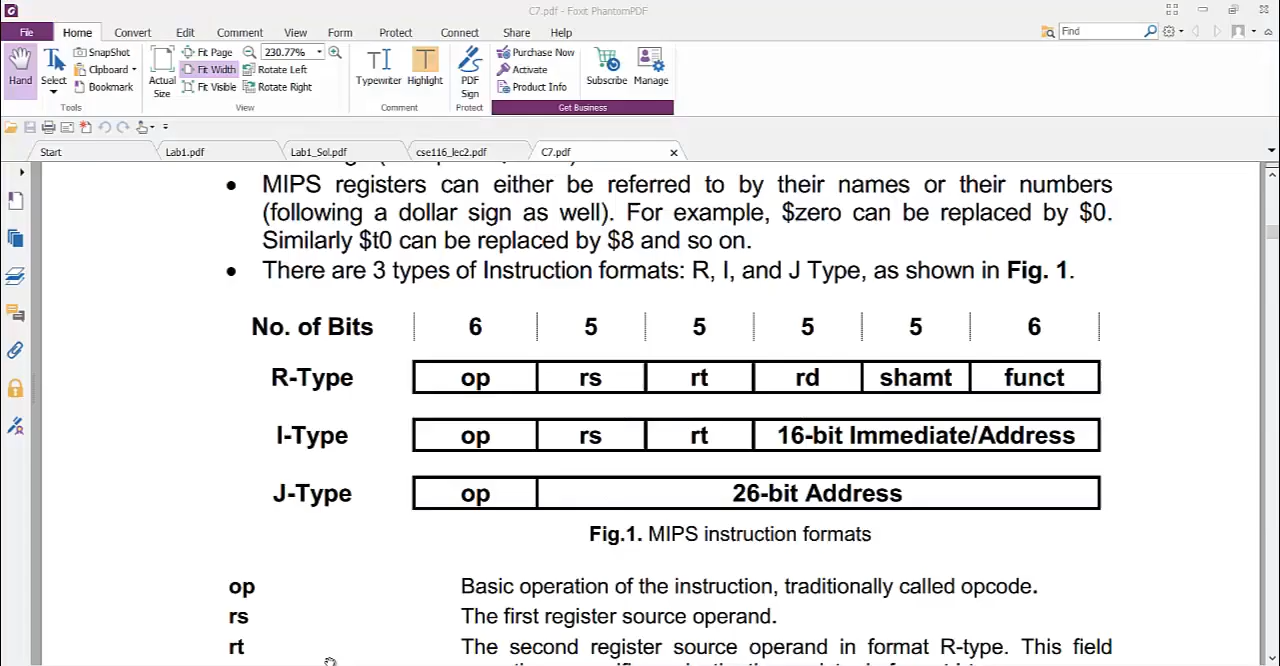 C7.pdf - Foxit PhantomPDF
File Home Convert Edit Comment View Form Protect Connect Share Help Find
Hand
Select
SnapShot
Clipboard
Bookmark
Tools
Actual Size
Fit Page
Fit Width
Fit Visible
230.77%
Rotate Left
Rotate Right
View
Typewriter
Highlight
Comment
PDF Sign
Protect
Purchase Now
Activate
Product Info
Subscribe
Manage
Get Business
Start Lab1.pdf Lab1_Sol.pdf cse116_lec2.pdf C7.pdf
• MIPS registers can either be referred to by their names or their numbers
(following a dollar sign as well). For example, $zero can be replaced by $0.
Similarly $t0 can be replaced by $8 and so on.
• There are 3 types of Instruction formats: R, I, and J Type, as shown in Fig. 1.
No. of Bits 6 5 5 5 5 6
R-Type op rs rt rd shamt funct
I-Type op rs rt 16-bit Immediate/Address
J-Type op 26-bit Address
Fig.1. MIPS instruction formats
op Basic operation of the instruction, traditionally called opcode.
rs The first register source operand.
rt The second register source operand in format R-type. This field